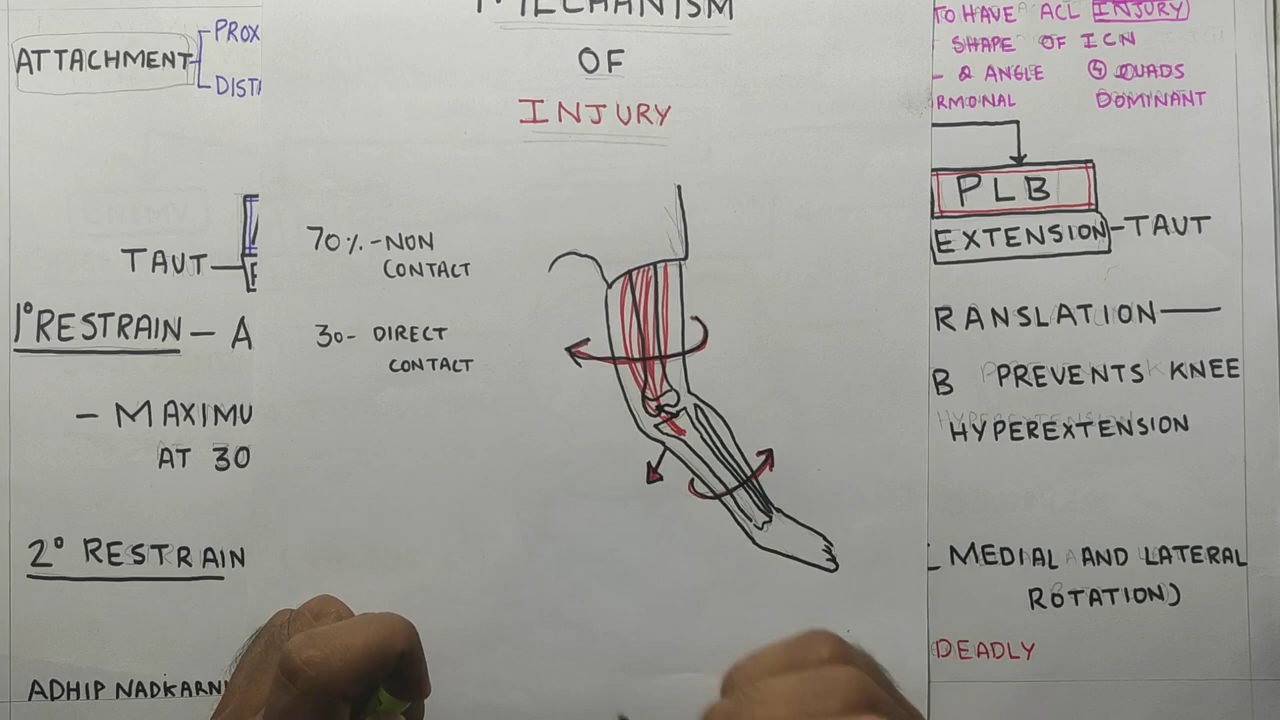 MECHANISM
OF
INJURY
70%.-NON
CONTACT
30- DIRECT
CONTACT
ATTACHMENT
PROX
DISTA
TAUT
1° RESTRAIN - A
- MAXIMU
AT 30
2° RESTRAIN
ADHIP NADKARNI
TO HAVE ACL INJURY
SHAPE OF ICN
- Q ANGLE ④ QUADS
RMONAL DOMINANT
PLB
EXTENSION-TAUT
RANSLATION-
B PREVENTS KNEE
HYPEREXTENSION
MEDIAL AND LATERAL
ROTATION)
DEADLY